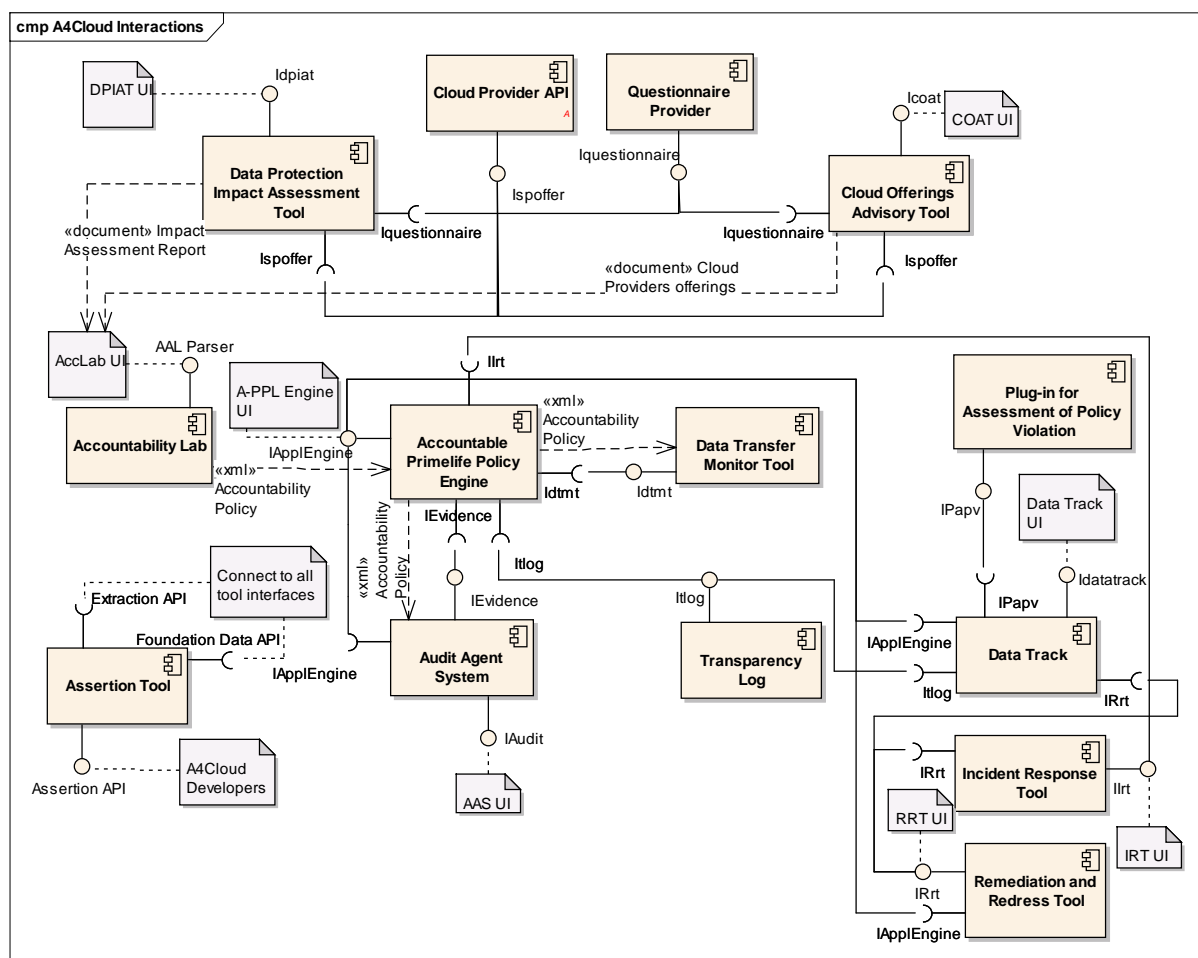 cmp A4Cloud Interactions
DPIAT UI
Idpiat
Cloud Provider API
A
Questionnaire
Provider
Icoat
COAT UI
Data Protection
Impact Assessment
Tool
Ispoffer
Iquestionnaire
Cloud Offerings
Advisory Tool
Iquestionnaire
Iquestionnaire
«document» Impact
Assessment Report
Ispoffer
«document» Cloud
Providers offerings
Ispoffer
AccLab UI
AAL Parser
A-PPL Engine
UI
IIrt
Plug-in for
Assessment of Policy
Violation
Accountability Lab
IApplEngine
Accountable
Primelife Policy
Engine
«xml»
Accountability
Policy
Data Transfer
Monitor Tool
«xml»
Accountability
Policy
Idtmt
Idtmt
IPapv
Data Track
UI
IEvidence
Itlog
«xml»
Accountability
Policy
Connect to all
tool interfaces
Extraction API
IEvidence
Itlog
IPapv
Idatatrack
Foundation Data API
Assertion Tool
IApplEngine
Audit Agent
System
Transparency
Log
IApplEngine
Itlog
Data Track
IRrt
Assertion API
A4Cloud
Developers
IAudit
AAS UI
IRrt
Incident Response
Tool
IIrt
RRT UI
IRT UI
IRrt
Remediation and
Redress Tool
IApplEngine